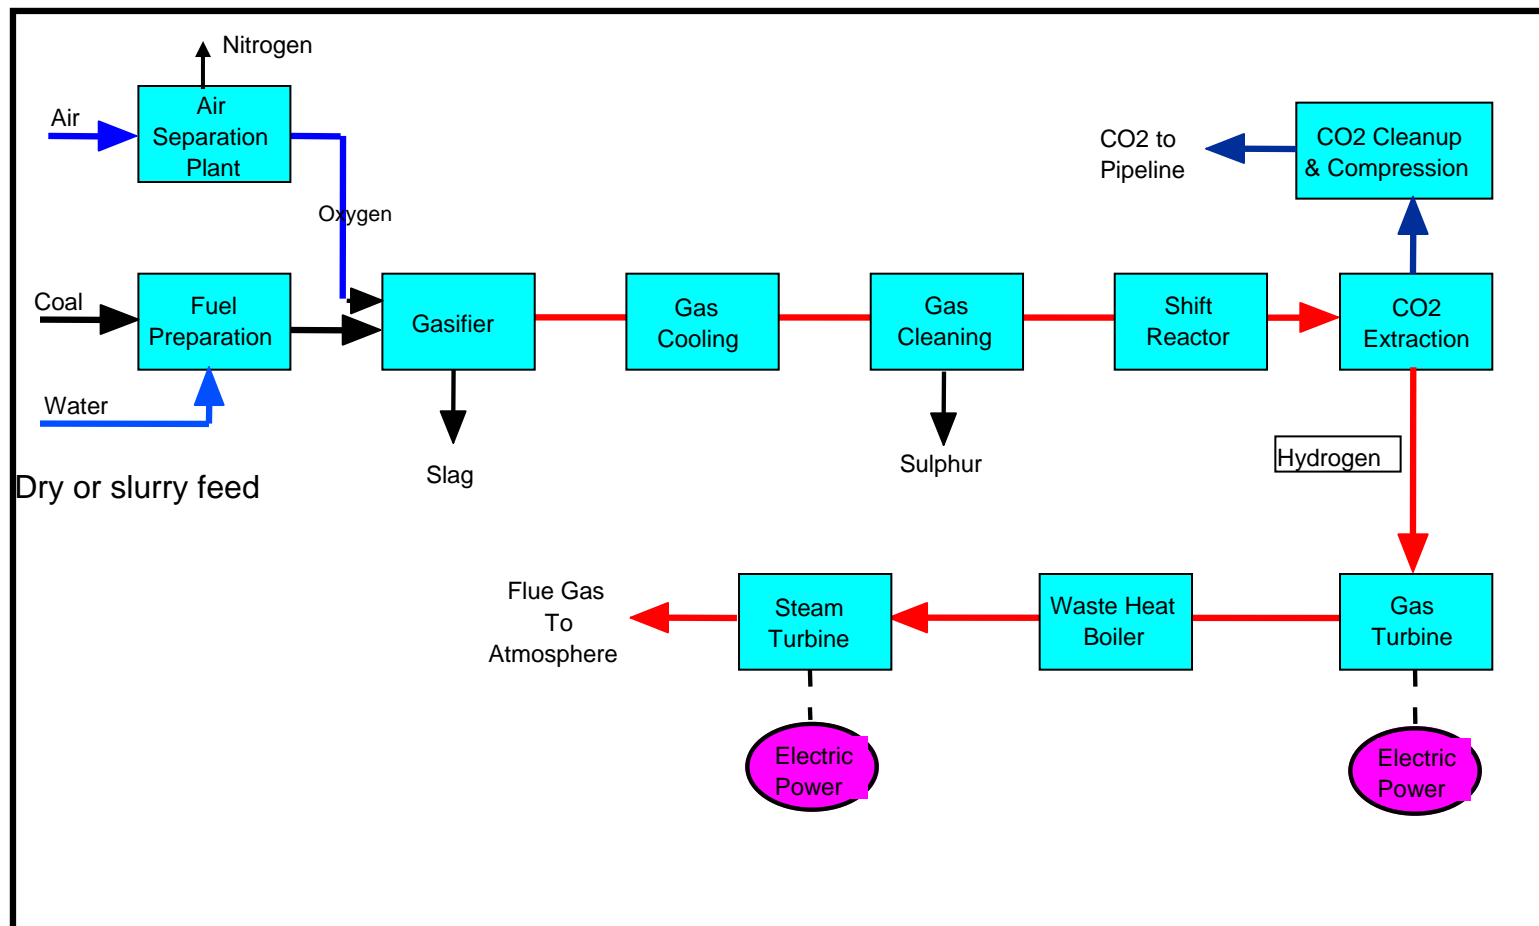 Nitrogen
Air
Air
Separation
Plant
Oxygen
CO2 to
Pipeline
CO2 Cleanup
& Compression
Coal
Fuel
Preparation
Gasifier
Gas
Cooling
Gas
Cleaning
Shift
Reactor
CO2
Extraction
Water
Slag
Sulphur
Hydrogen
Dry or slurry feed
Flue Gas
To
Atmosphere
Steam
Turbine
Waste Heat
Boiler
Gas
Turbine
Electric
Power
Electric
Power